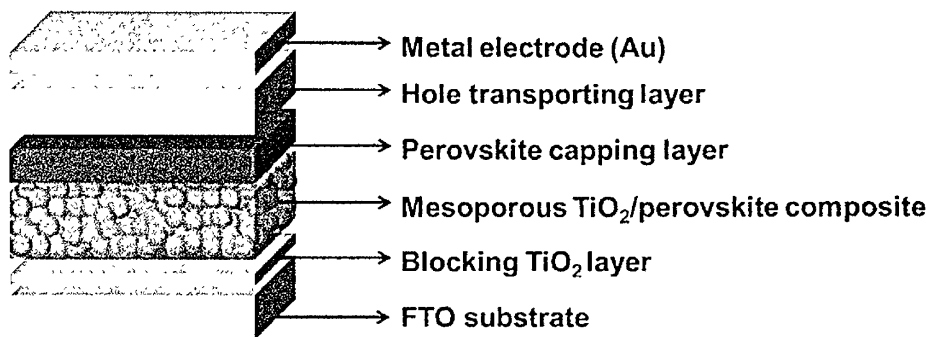 Metal electrode (Au)
Hole transporting layer
Perovskite capping layer
Mesoporous TiO₂/perovskite composite
Blocking TiO₂ layer
FTO substrate